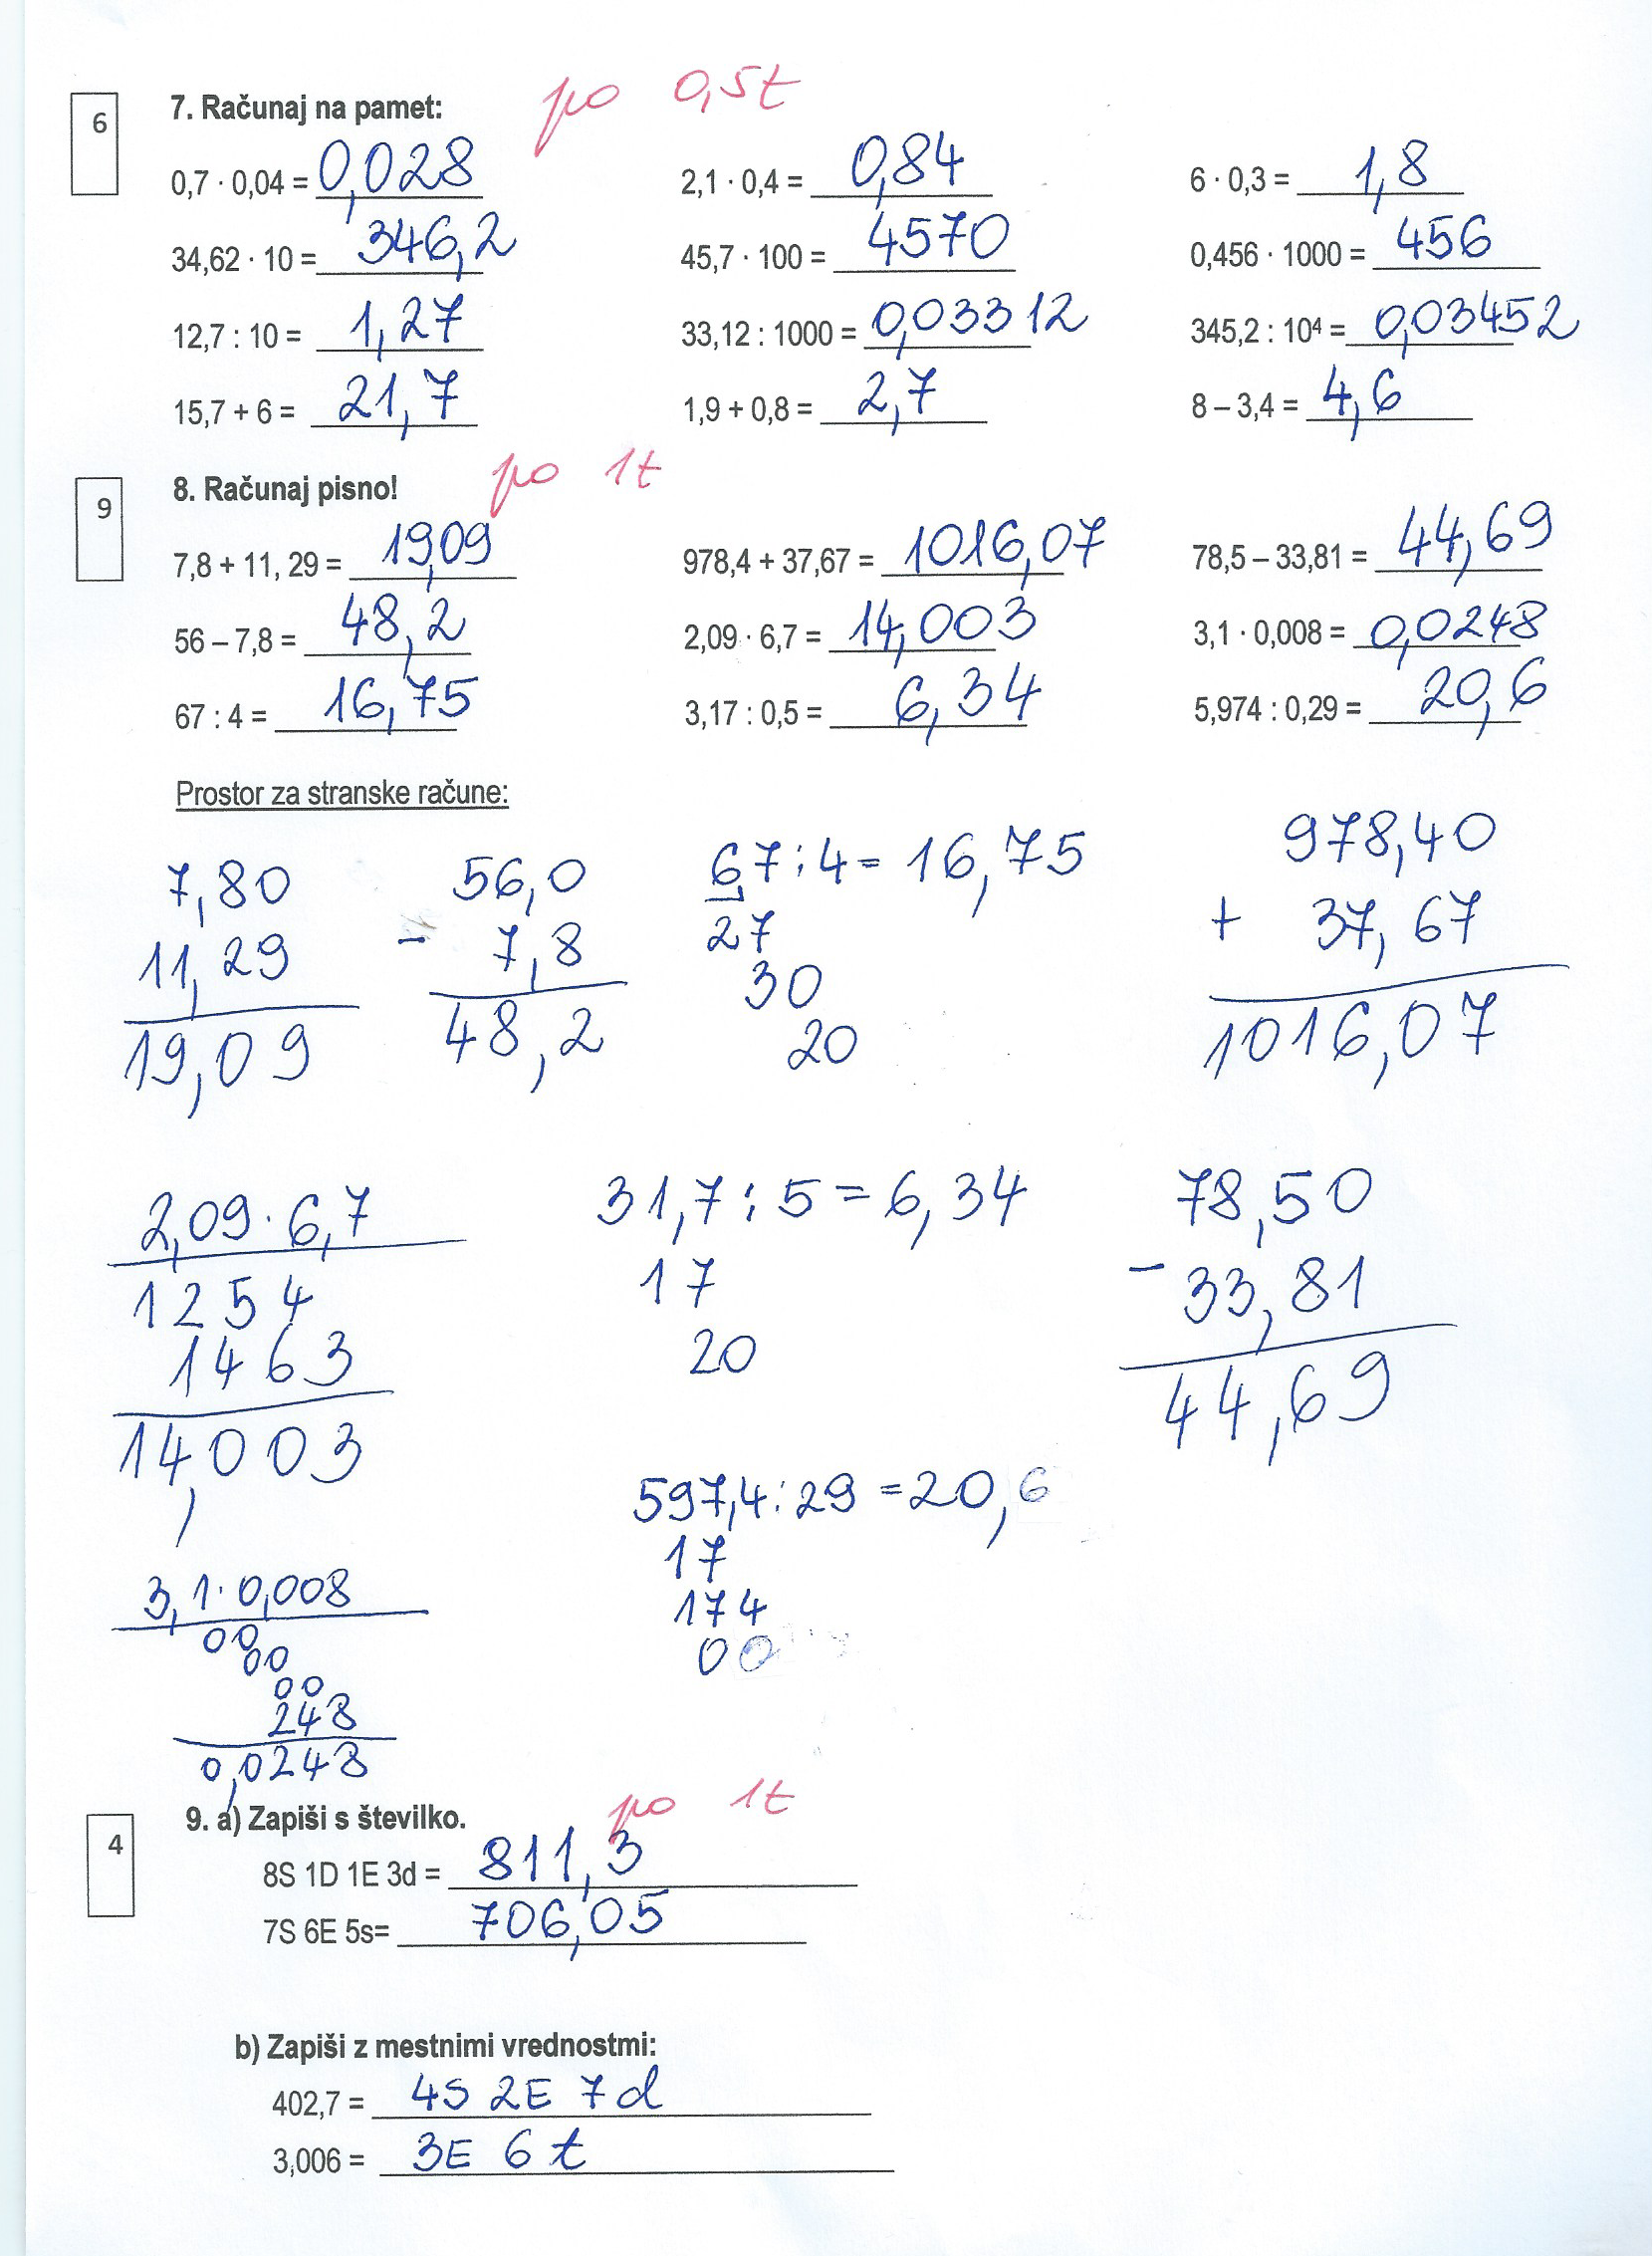 po 0,5t
6 7. Računaj na pamet:
0,7 · 0,04 = 0,028 2,1 · 0,4 = 0,84 6 · 0,3 = 1,8
34,62 · 10 = 346,2 45,7 · 100 = 4570 0,456 · 1000 = 456
12,7 : 10 = 1,27 33,12 : 1000 = 0,03312 345,2 : 10⁴ = 0,03452
15,7 + 6 = 21,7 1,9 + 0,8 = 2,7 8 – 3,4 = 4,6
po 1t
9 8. Računaj pisno!
7,8 + 11, 29 = 19,09 978,4 + 37,67 = 1016,07 78,5 – 33,81 = 44,69
56 – 7,8 = 48,2 2,09 · 6,7 = 14,003 3,1 · 0,008 = 0,0248
67 : 4 = 16,75 3,17 : 0,5 = 6,34 5,974 : 0,29 = 20,6
Prostor za stranske račune:
7,80
11,29
19,09
56,0
- 7,8
48,2
67:4= 16,75
27
30
20
978,40
+ 37,67
1016,07
2,09·6,7
1254
1463
14,003
31,7:5=6,34
17
20
78,50
- 33,81
44,69
597,4:29=20,6
17
174
00
3,1·0,008
00
00
00
248
0,0248
po 1t
4 9. a) Zapiši s številko.
8S 1D 1E 3d = 811,3
7S 6E 5s= 706,05
b) Zapiši z mestnimi vrednostmi:
402,7 = 4S 2E 7d
3,006 = 3E 6t